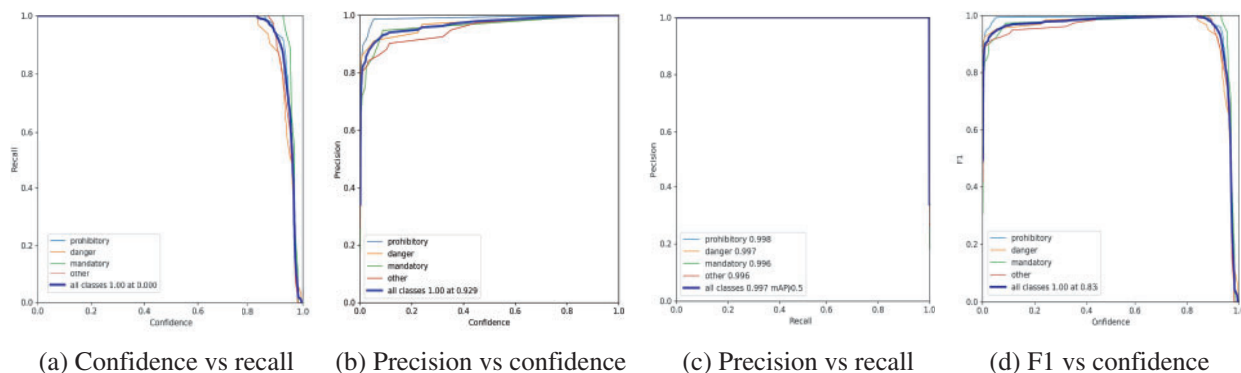 1.0
0.8
0.6
0.4
0.2
0.0
Recall
prohibitory
danger
mandatory
other
all classes 1.00 at 0.000
0.0 0.2 0.4 0.6 0.8 1.0
Confidence
(a) Confidence vs recall
1.0
0.8
0.6
0.4
0.2
0.0
Precision
prohibitory
danger
mandatory
other
all classes 1.00 at 0.929
0.0 0.2 0.4 0.6 0.8 1.0
Confidence
(b) Precision vs confidence
1.0
0.8
0.6
0.4
0.2
0.0
Pecision
prohibitory 0.998
danger 0.997
mandatory 0.996
other 0.996
all classes 0.997 mAP)0.5
0.0 0.2 0.4 0.6 0.8 1.0
Recall
(c) Precision vs recall
1.0
0.8
0.6
0.4
0.2
0.0
F1
prohibitory
danger
mandatory
other
all classes 1.00 at 0.83
0.0 0.2 0.4 0.6 0.8 1.0
Cnfidence
(d) F1 vs confidence